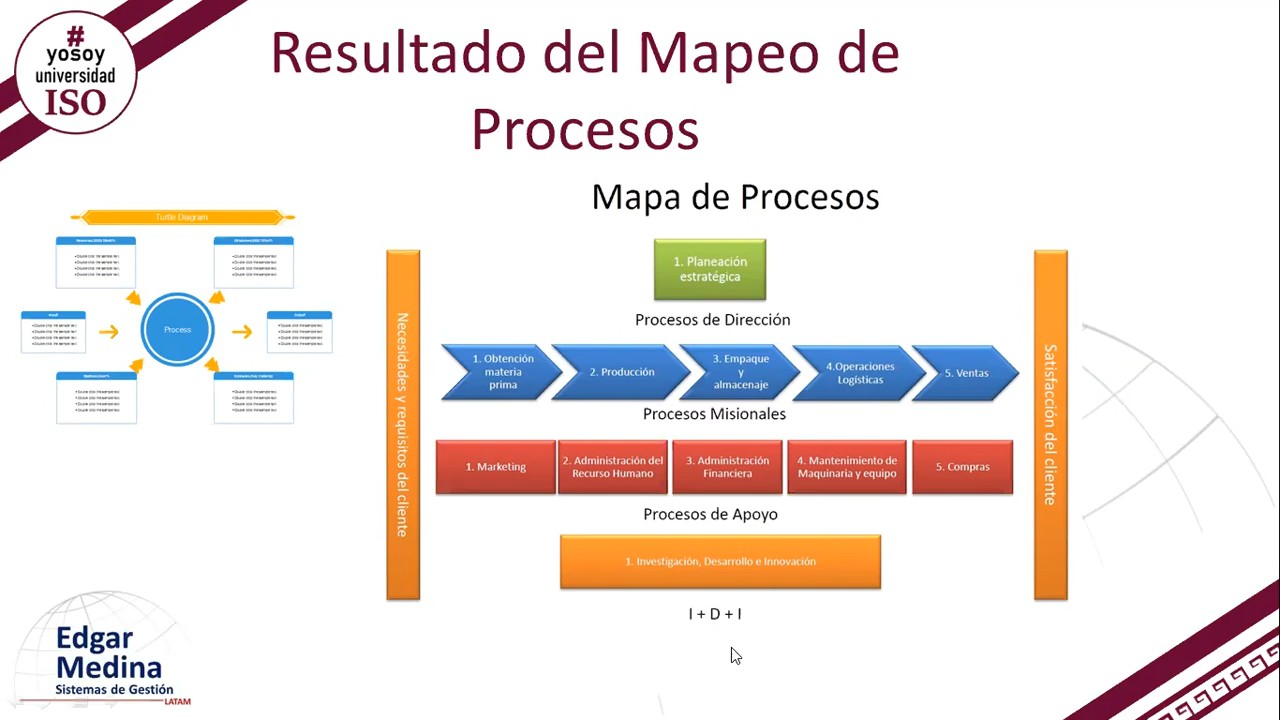 #
yosoy
universidad
ISO
Resultado del Mapeo de
Procesos
Mapa de Procesos
Turtle Diagram
Process
Necesidades y requisitos del cliente
1. Planeación
estratégica
Procesos de Dirección
1. Obtención
materia
prima
2. Producción
3. Empaque
y
almacenaje
4.Operaciones
Logísticas
5. Ventas
Procesos Misionales
1. Marketing
2. Administración del
Recurso Humano
3. Administración
Financiera
4. Mantenimiento de
Maquinaria y equipo
5. Compras
Procesos de Apoyo
1. Investigación, Desarrollo e Innovación
I + D + I
Satisfacción del cliente
Edgar
Medina
Sistemas de Gestión
LATAM